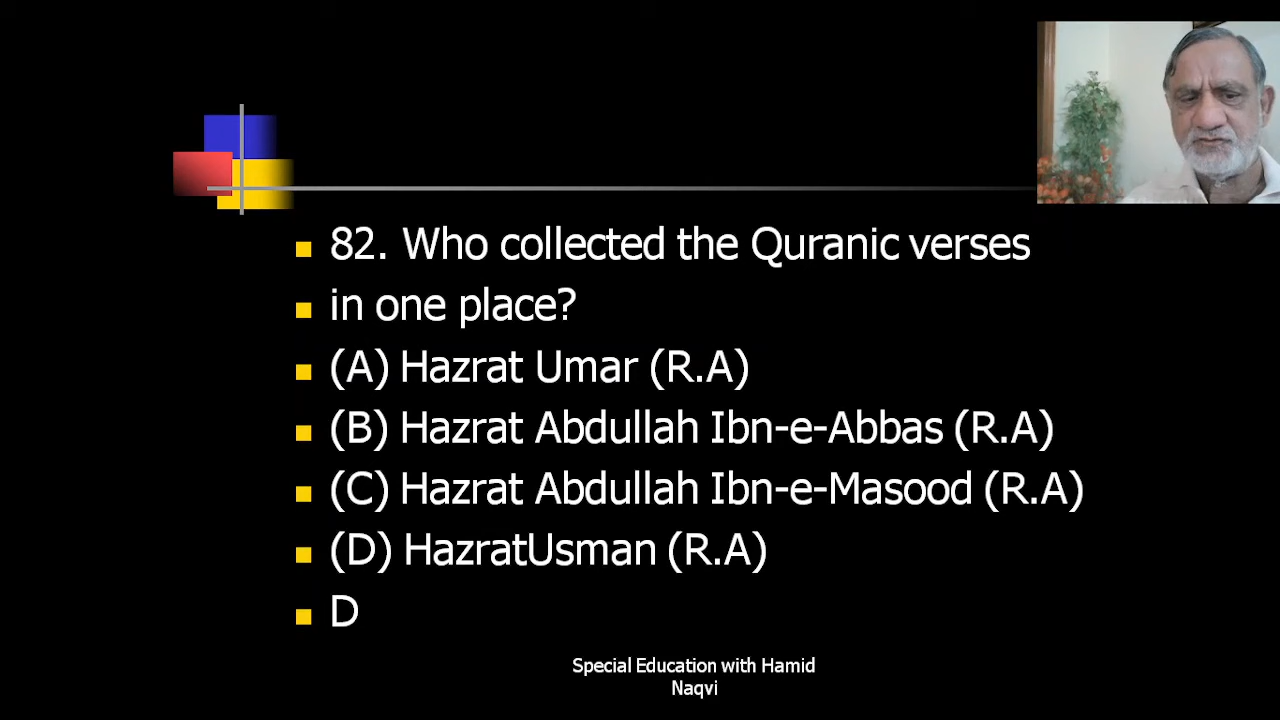 82. Who collected the Quranic verses
in one place?
(A) Hazrat Umar (R.A)
(B) Hazrat Abdullah Ibn-e-Abbas (R.A)
(C) Hazrat Abdullah Ibn-e-Masood (R.A)
(D) HazratUsman (R.A)
D
Special Education with Hamid
Naqvi